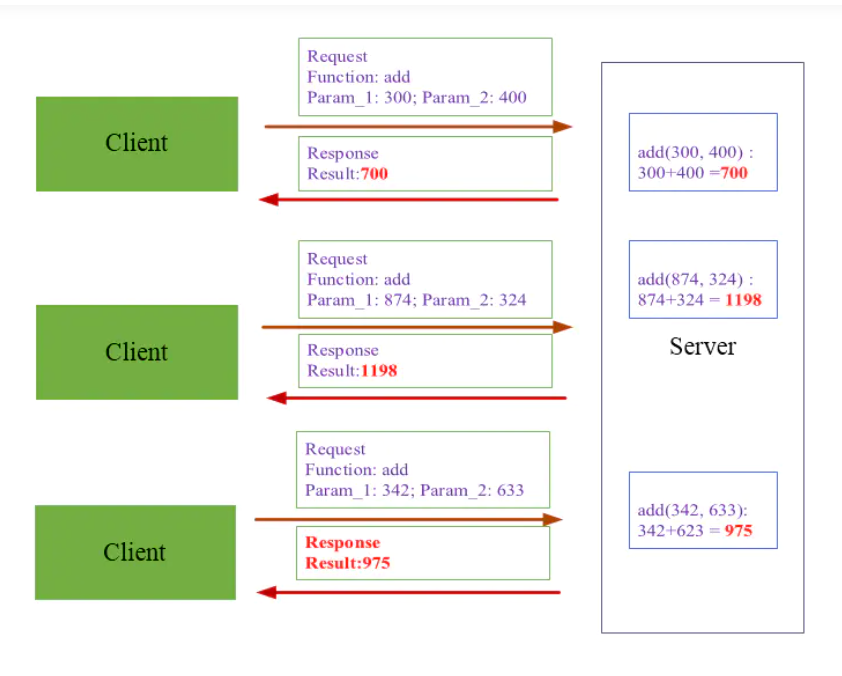 Client
Request
Function: add
Param_1: 300; Param_2: 400
Response
Result:700
add(300, 400) :
300+400 =700
Client
Request
Function: add
Param_1: 874; Param_2: 324
Response
Result:1198
add(874, 324) :
874+324 = 1198
Server
Client
Request
Function: add
Param_1: 342; Param_2: 633
Response
Result:975
add(342, 633):
342+623 = 975